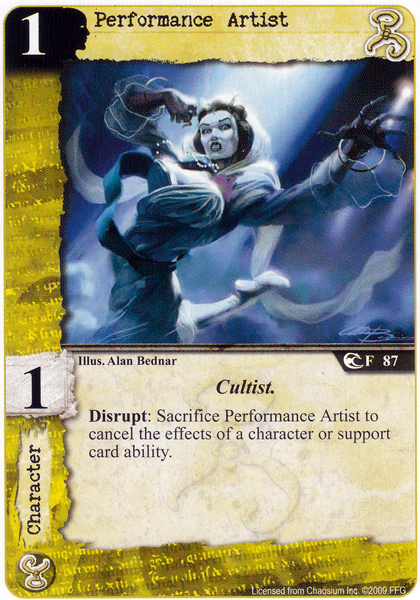 1
Performance Artist
Illus. Alan Bednar
F 87
1
Cultist.
Disrupt: Sacrifice Performance Artist to
cancel the effects of a character or support
card ability.
Character
Licensed from Chaosium Inc. ©2009 FFG